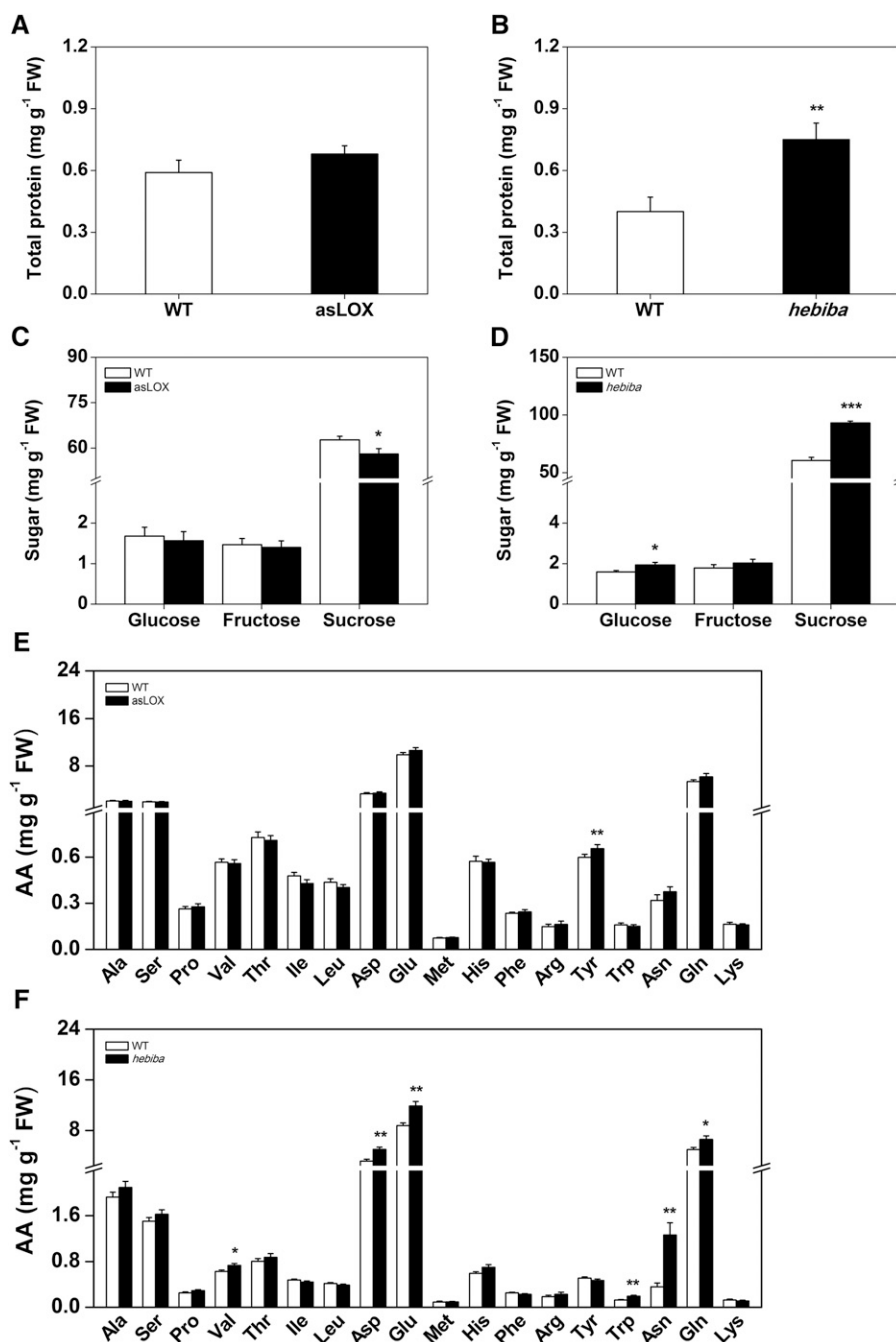 A
Total protein (mg g⁻¹ FW)
1.2
0.9
0.6
0.3
0.0
WT
asLOX
B
Total protein (mg g⁻¹ FW)
1.2
0.9
0.6
0.3
0.0
**
WT
hebiba
C
Sugar (mg g⁻¹ FW)
90
75
60
2
1
0
WT
asLOX
*
Glucose Fructose Sucrose
D
Sugar (mg g⁻¹ FW)
150
100
50
4
2
0
WT
hebiba
*
***
Glucose Fructose Sucrose
E
AA (mg g⁻¹ FW)
24
16
8
0.6
0.3
0.0
WT
asLOX
**
Ala Ser Pro Val Thr Ile Leu Asp Glu Met His Phe Arg Tyr Trp Asn Gln Lys
F
AA (mg g⁻¹ FW)
24
16
8
1.6
0.8
0.0
WT
hebiba
*
**
**
**
**
*
Ala Ser Pro Val Thr Ile Leu Asp Glu Met His Phe Arg Tyr Trp Asn Gln Lys